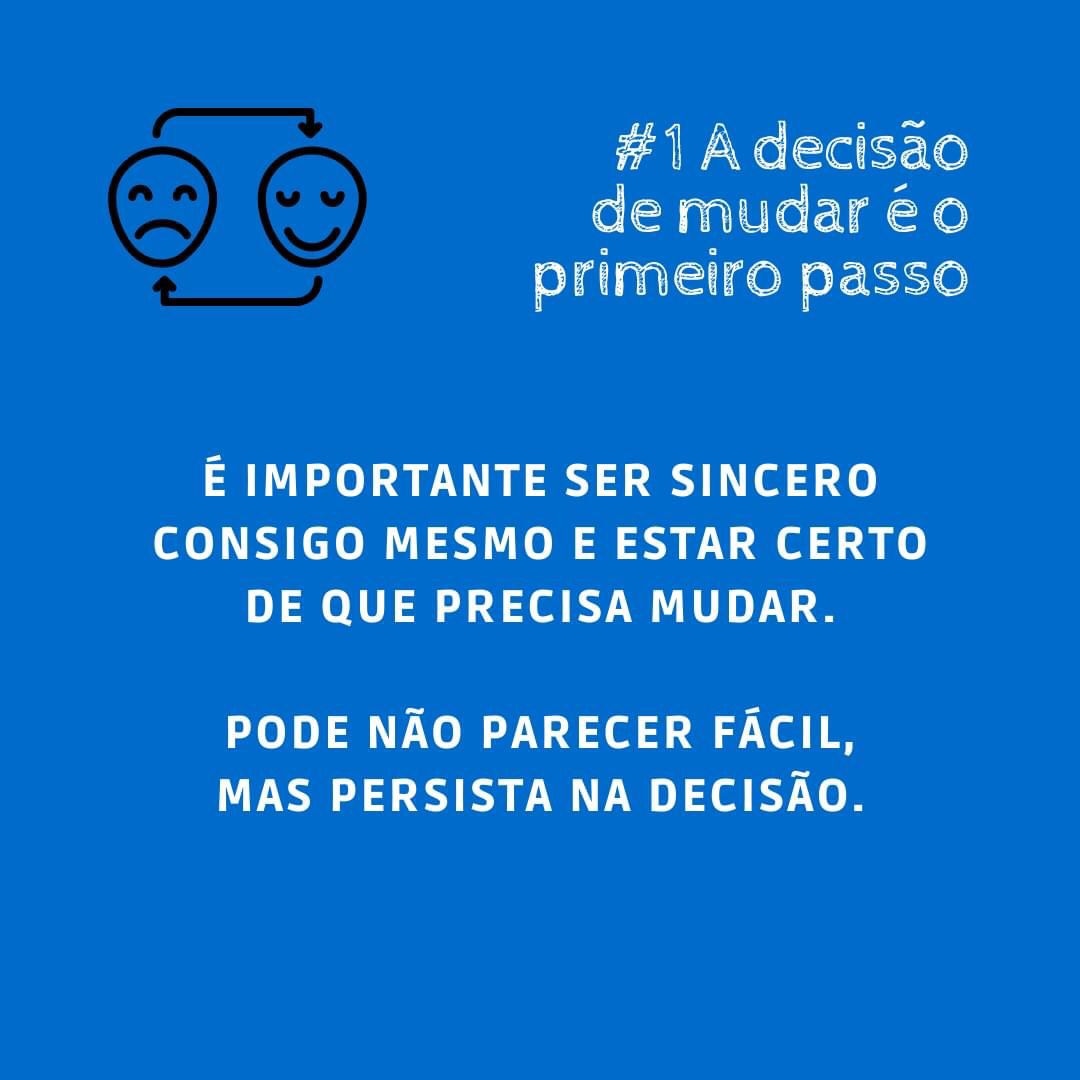 #1 A decisão
de mudar é o
primeiro passo
É IMPORTANTE SER SINCERO
CONSIGO MESMO E ESTAR CERTO
DE QUE PRECISA MUDAR.
PODE NÃO PARECER FÁCIL,
MAS PERSISTA NA DECISÃO.